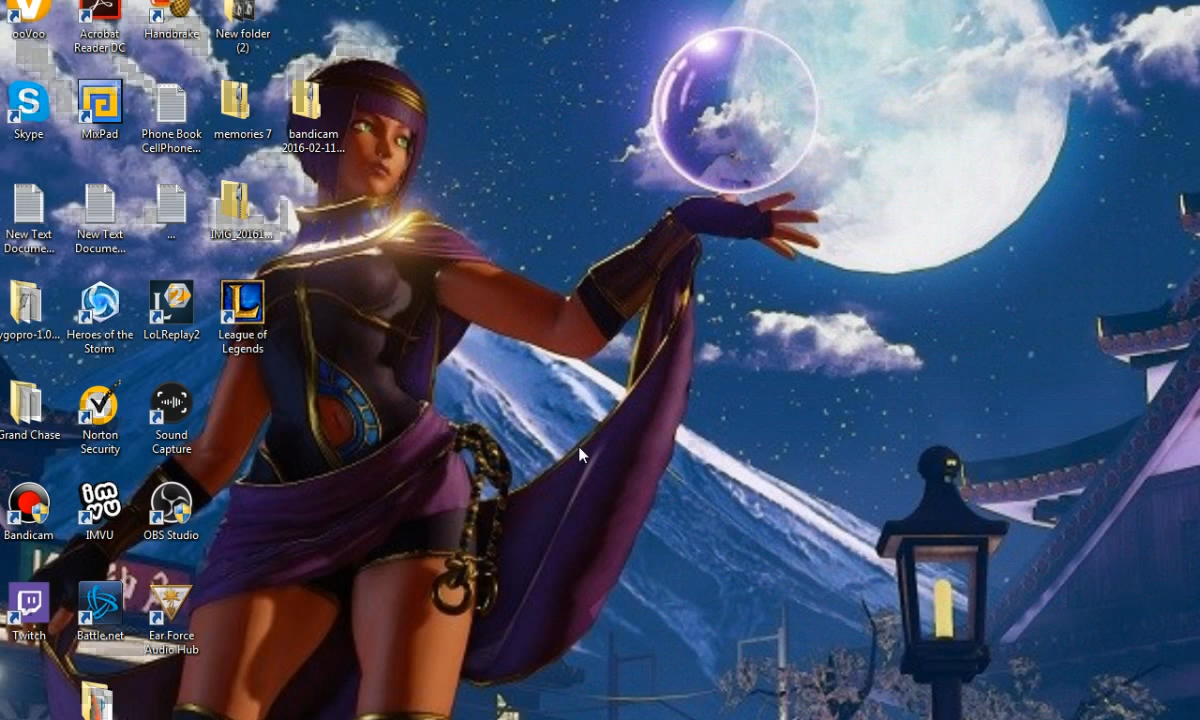 ooVoo
Acrobat
Reader DC
Handbrake
New folder
(2)
Skype
MixPad
Phone Book
CellPhone...
memories 7
bandicam
2016-02-11...
New Text
Docume...
New Text
Docume...
...
IMG_20161...
ygopro-1.0...
Heroes of the
Storm
LoLReplay2
League of
Legends
Grand Chase
Norton
Security
Sound
Capture
Bandicam
IMVU
OBS Studio
Twitch
Battle.net
Ear Force
Audio Hub